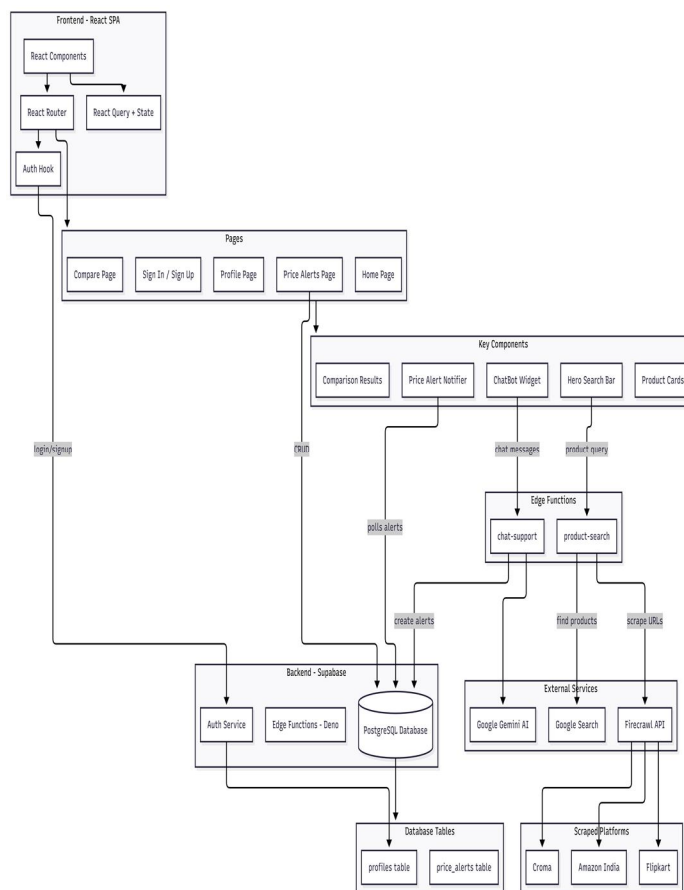 Frontend - React SPA
React Components
React Router
React Query + State
Auth Hook
Pages
Compare Page
Sign In / Sign Up
Profile Page
Price Alerts Page
Home Page
Key Components
Comparison Results
Price Alert Notifier
ChatBot Widget
Hero Search Bar
Product Cards
login/signup
CRUD
chat messages
product query
Edge Functions
polls alerts
chat-support
product-search
create alerts
find products
scrape URLs
Backend - Supabase
External Services
Auth Service
Edge Functions - Deno
PostgreSQL Database
Google Gemini AI
Google Search
Firecrawl API
Database Tables
Scraped Platforms
profiles table
price_alerts table
Croma
Amazon India
Flipkart